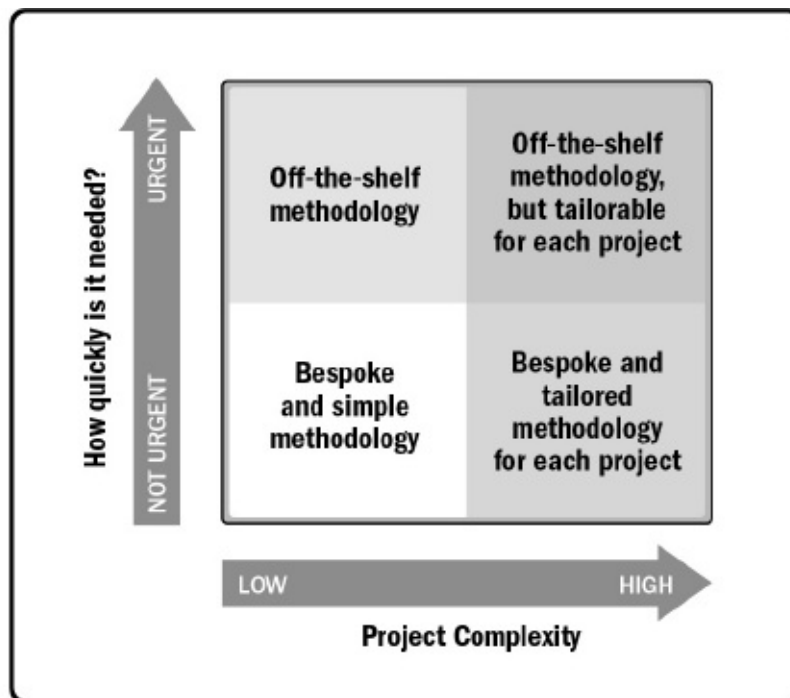 How quickly is it needed?
URGENT
NOT URGENT
Off-the-shelf
methodology
Off-the-shelf
methodology,
but tailorable
for each project
Bespoke
and simple
methodology
Bespoke and
tailored
methodology
for each project
LOW
HIGH
Project Complexity